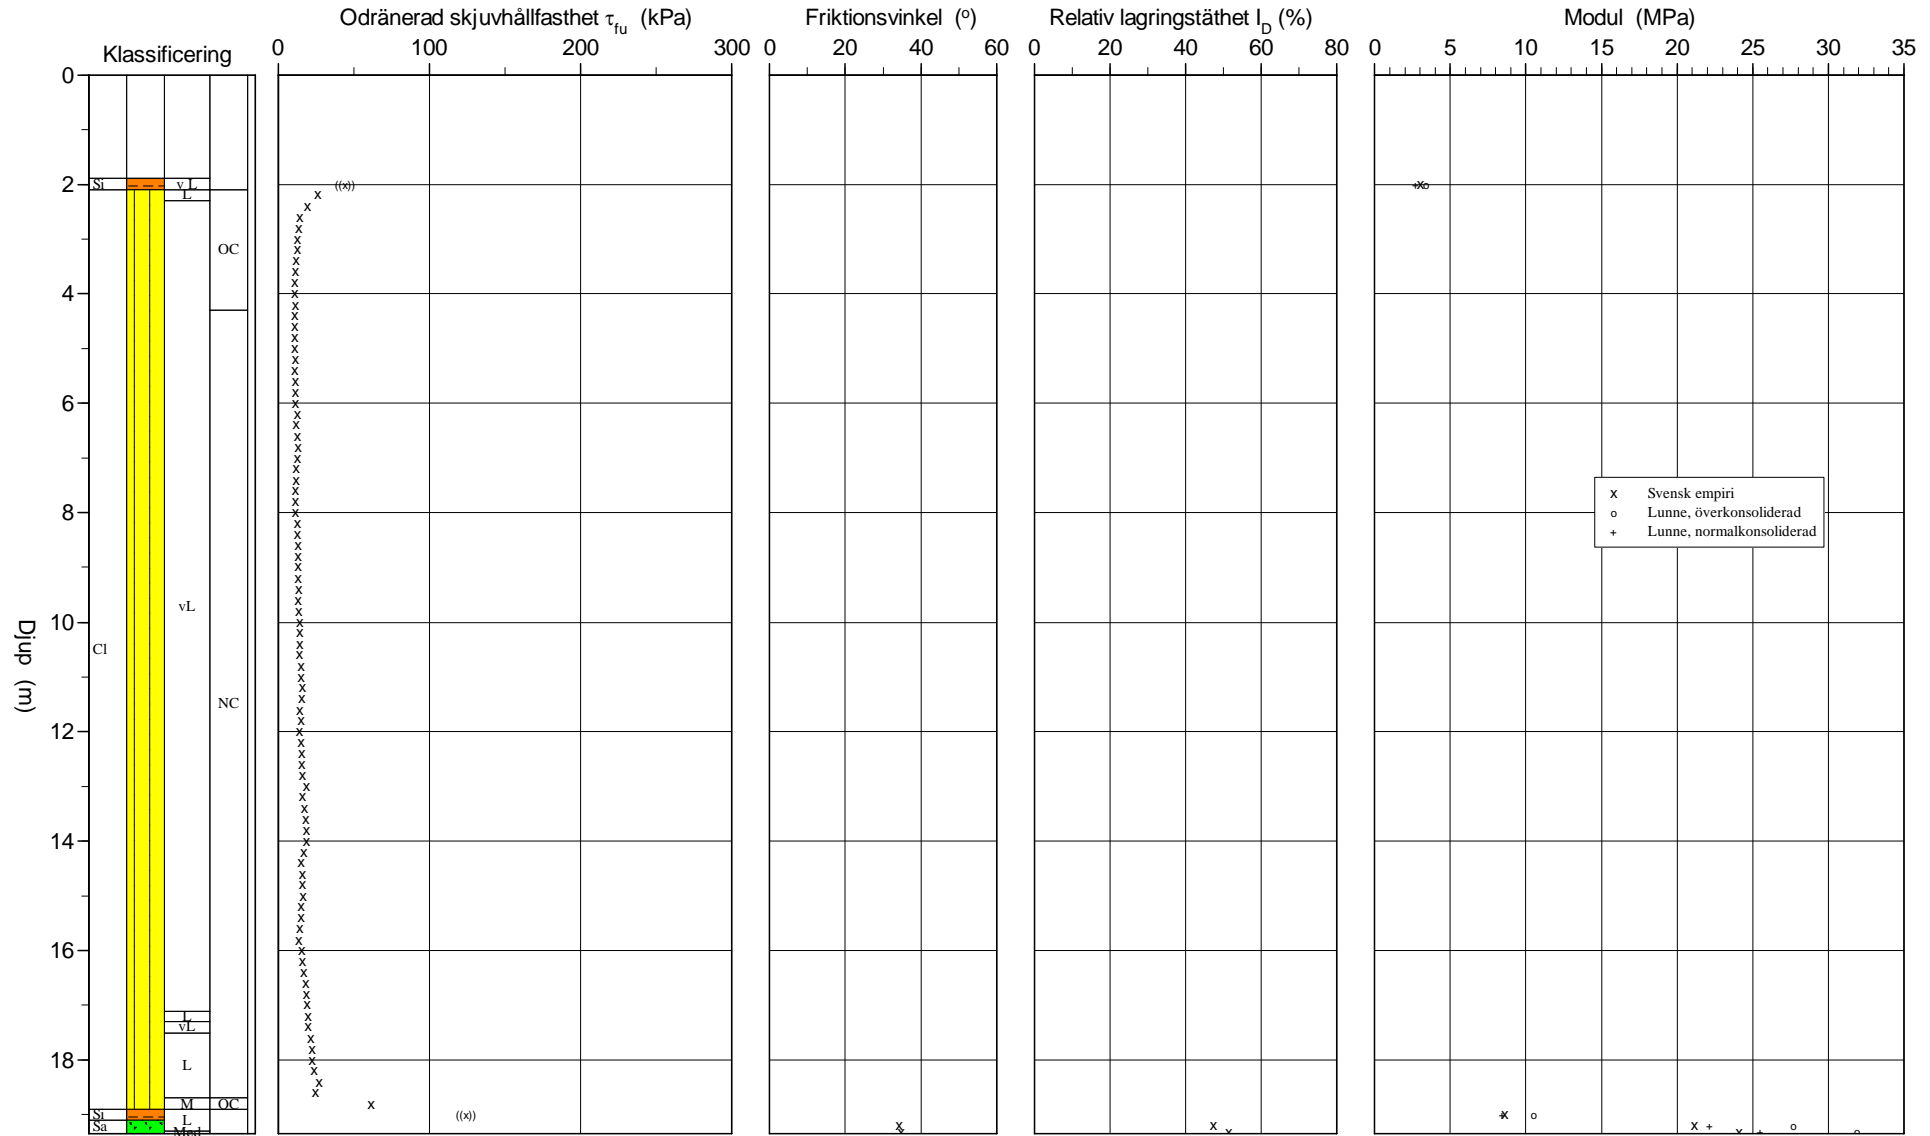 Odränerad skjuvhållfasthet τfu (kPa)
Friktionsvinkel (o)
Relativ lagringstäthet ID (%)
Modul (MPa)
Klassificering
0 100 200 300
0 20 40 60
0 20 40 60 80
0 5 10 15 20 25 30 35
0
2
4
6
8
10
12
14
16
18
Djup (m)
Si
Cl
Si
Sa
v L
L
vL
L
vL
L
M
L
Med
OC
NC
OC
((x))
((x))
x Svensk empiri
o Lunne, överkonsoliderad
+ Lunne, normalkonsoliderad